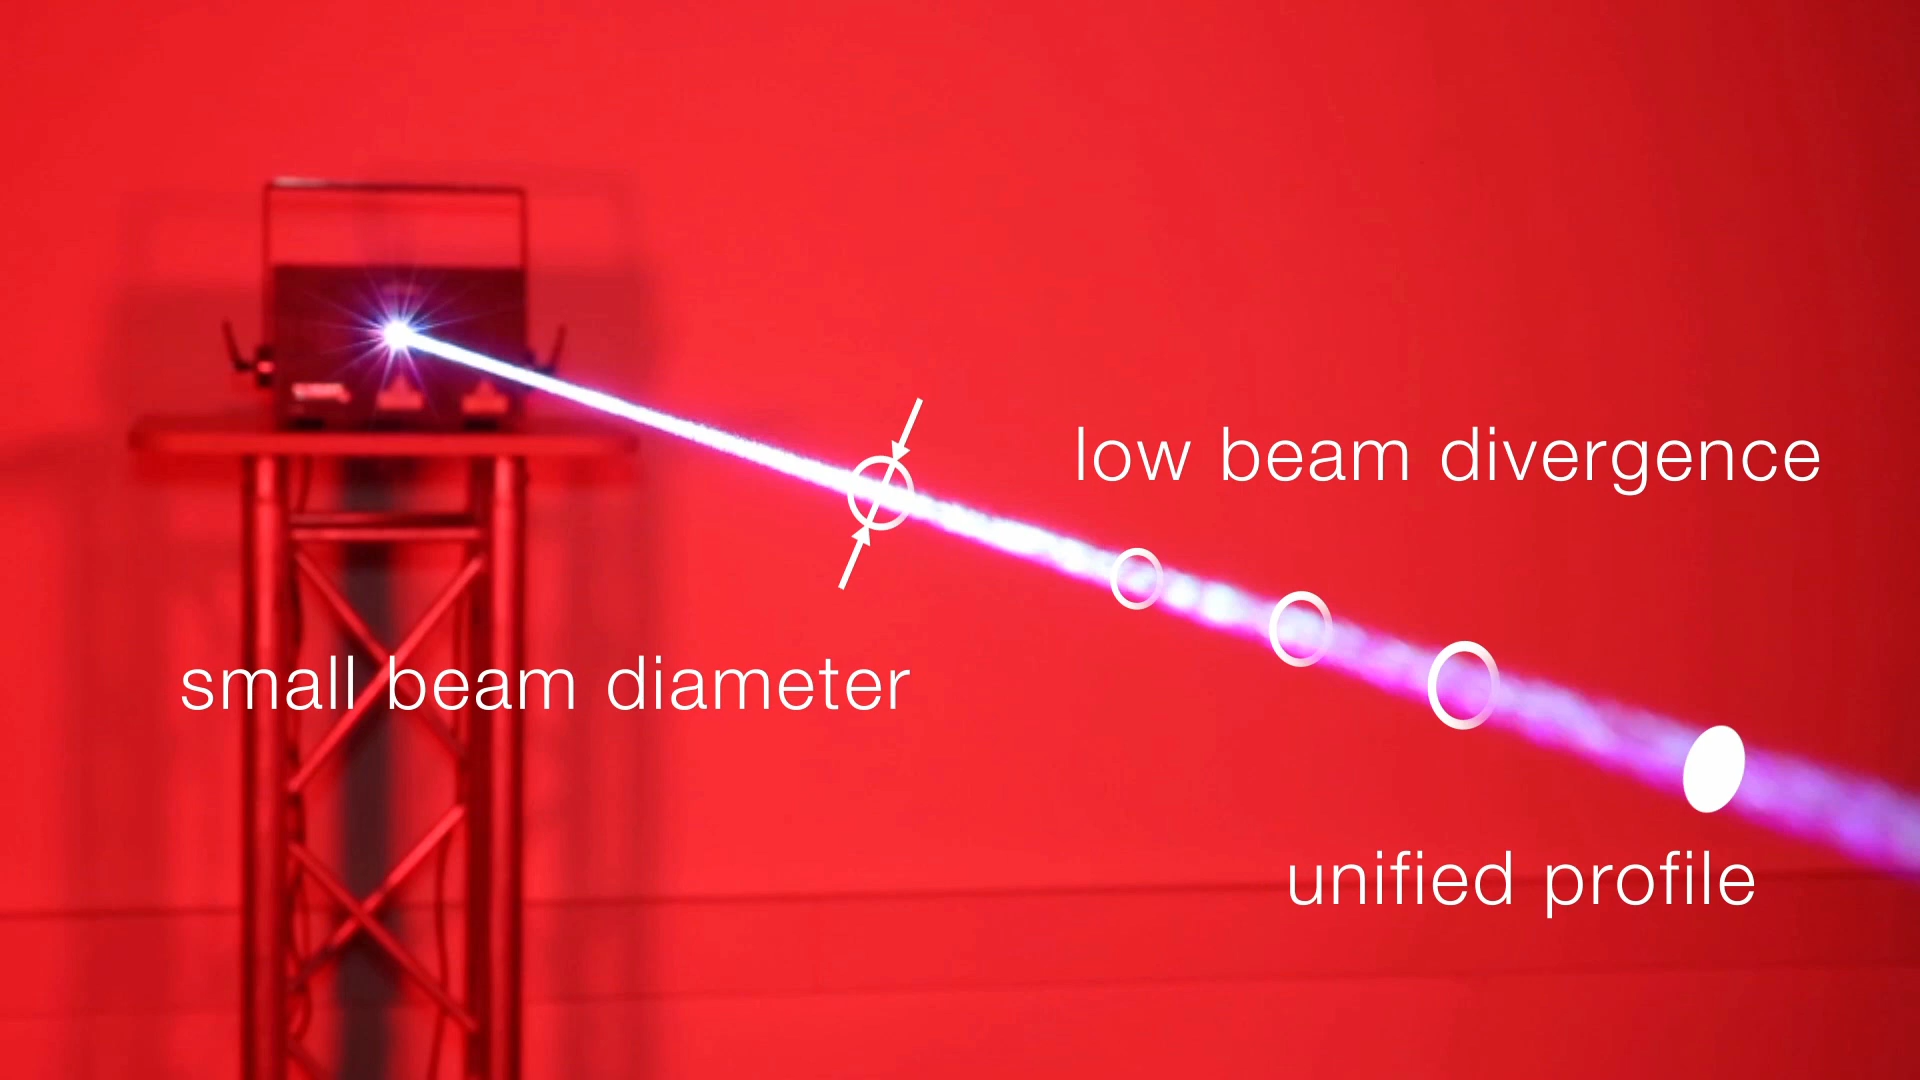 low beam divergence
small beam diameter
unified profile